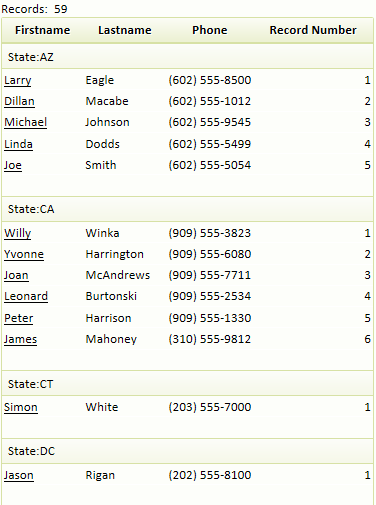 Records: 59
Firstname Lastname Phone Record Number
State:AZ
Larry Eagle (602) 555-8500 1
Dillan Macabe (602) 555-1012 2
Michael Johnson (602) 555-9545 3
Linda Dodds (602) 555-5499 4
Joe Smith (602) 555-5054 5
State:CA
Willy Winka (909) 555-3823 1
Yvonne Harrington (909) 555-6080 2
Joan McAndrews (909) 555-7711 3
Leonard Burtonski (909) 555-2534 4
Peter Harrison (909) 555-1330 5
James Mahoney (310) 555-9812 6
State:CT
Simon White (203) 555-7000 1
State:DC
Jason Rigan (202) 555-8100 1